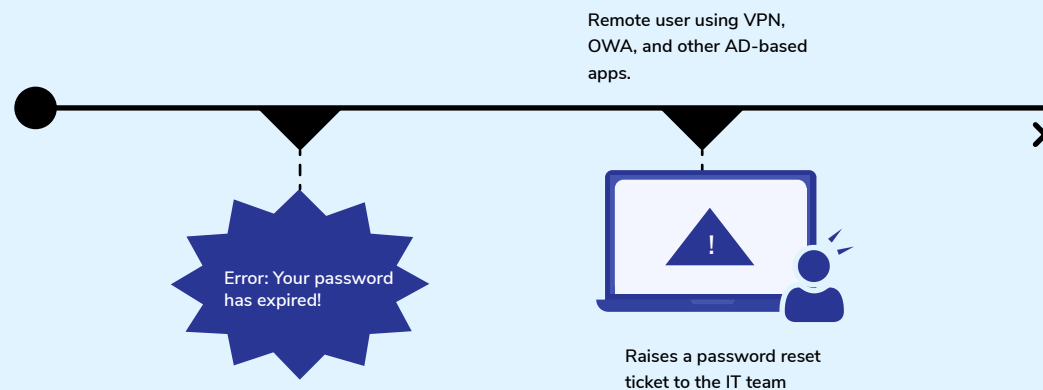 Remote user using VPN,
OWA, and other AD-based
apps.
Error: Your password
has expired!
!
Raises a password reset
ticket to the IT team